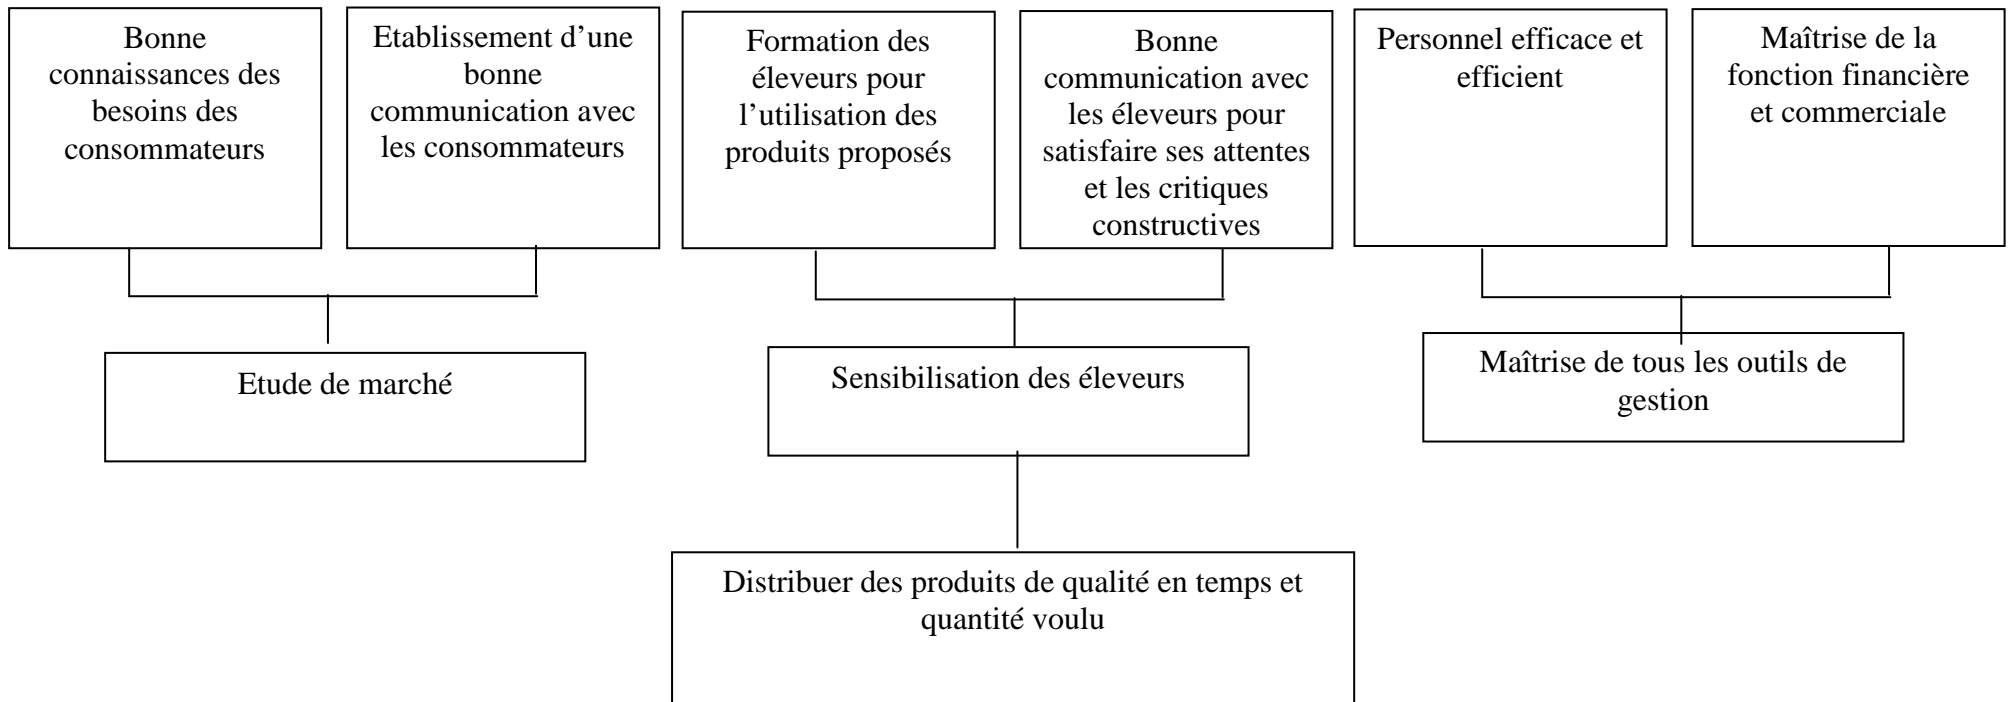 Bonne
connaissances des
besoins des
consommateurs
Etablissement d’une
bonne
communication avec
les consommateurs
Formation des
éleveurs pour
l’utilisation des
produits proposés
Bonne
communication avec
les éleveurs pour
satisfaire ses attentes
et les critiques
constructives
Personnel efficace et
efficient
Maîtrise de la
fonction financière
et commerciale
Etude de marché
Sensibilisation des éleveurs
Maîtrise de tous les outils de
gestion
Distribuer des produits de qualité en temps et
quantité voulu